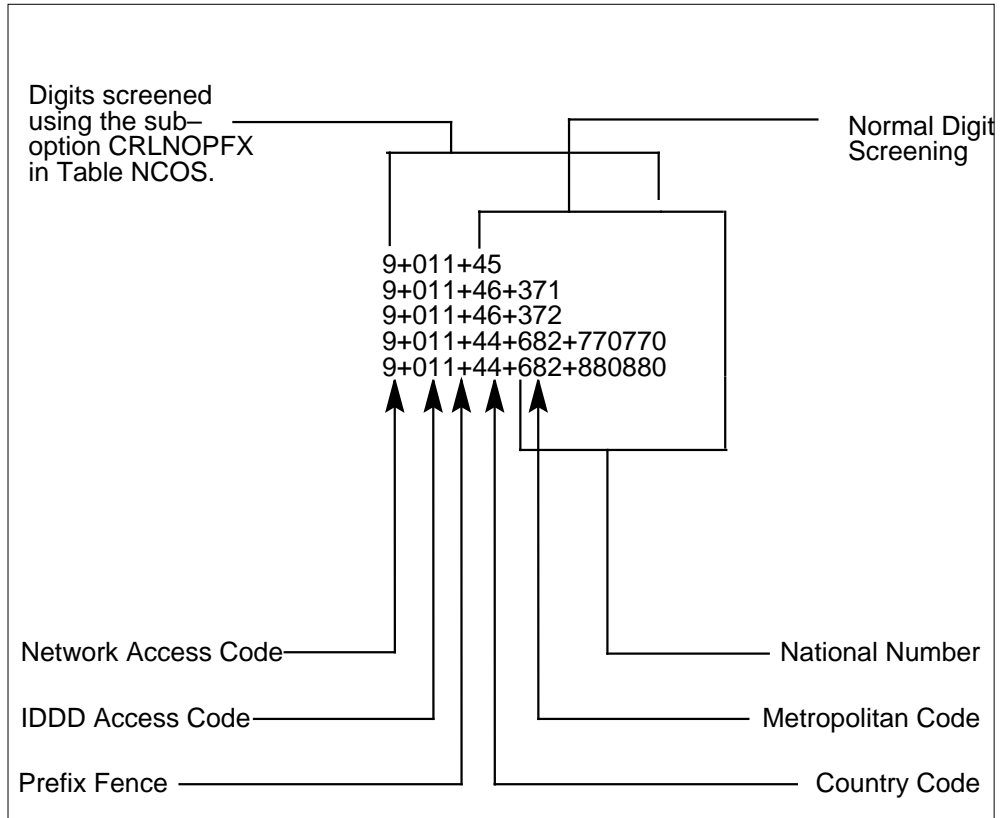 Digits screened
using the sub–
option CRLNOPFX
in Table NCOS.
Normal Digit
Screening
9+011+45
9+011+46+371
9+011+46+372
9+011+44+682+770770
9+011+44+682+880880
Network Access Code
National Number
IDDD Access Code
Metropolitan Code
Prefix Fence
Country Code